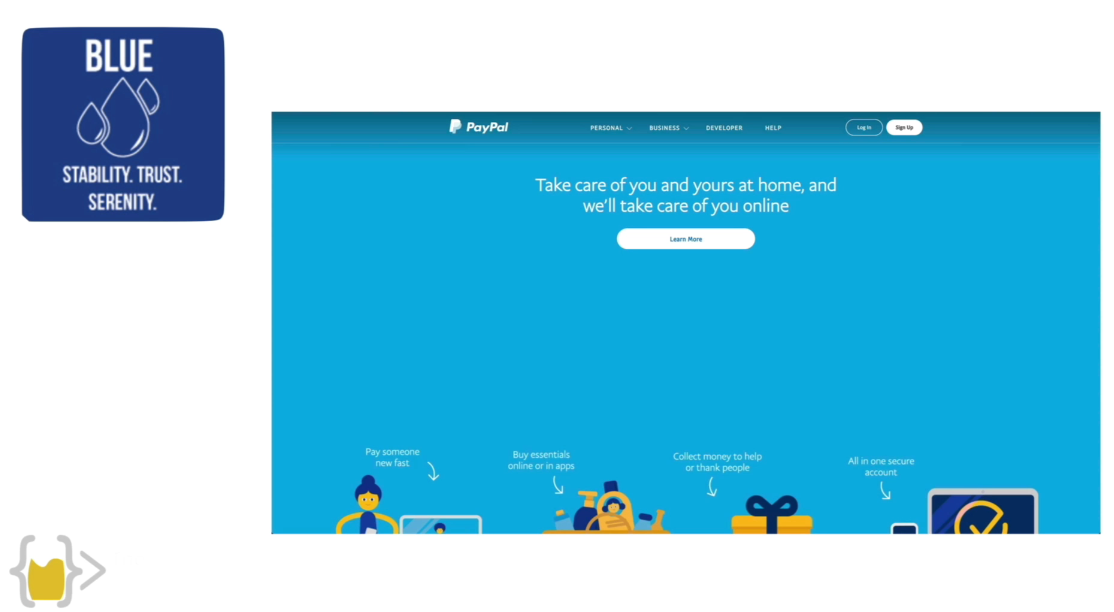 BLUE
STABILITY. TRUST.
SERENITY.
PayPal
PERSONAL
BUSINESS
DEVELOPER
HELP
Log In
Sign Up
Take care of you and yours at home, and
we'll take care of you online
Learn More
Pay someone
new fast
Buy essentials
online or in apps
Collect money to help
or thank people
All in one secure
account